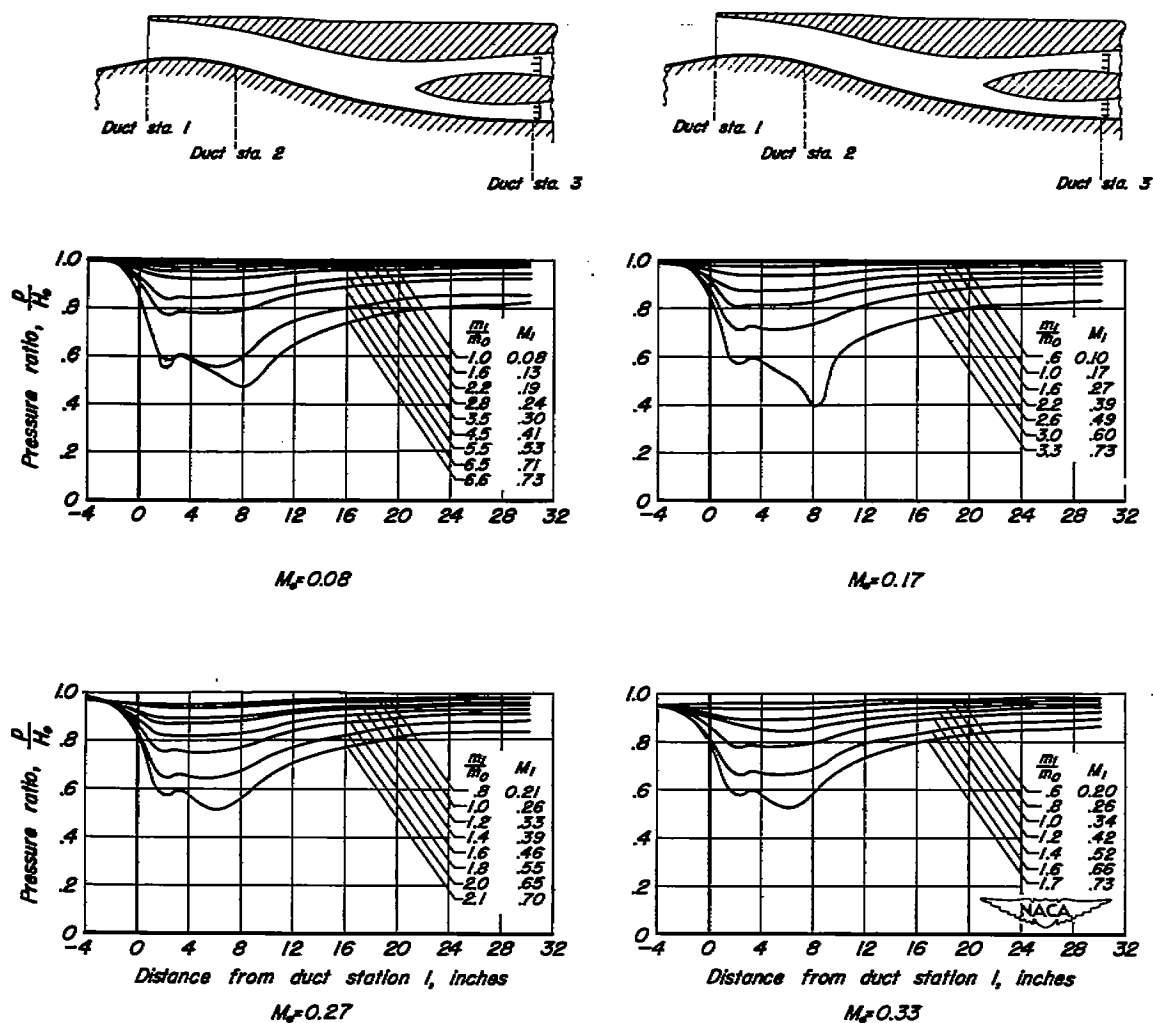 Duct sta. 1
Duct sta. 2
Duct sta. 3
Duct sta. 1
Duct sta. 2
Duct sta. 3
Pressure ratio, p/H₀
1.0
.8
.6
.4
.2
0
-4 0 4 8 12 16 20 24 28 32
m₁/m₀ M₁
1.0 0.08
1.6 .13
2.2 .19
2.8 .24
3.5 .30
4.5 .41
5.5 .53
6.5 .71
6.6 .73
M₀=0.08
1.0
.8
.6
.4
.2
0
-4 0 4 8 12 16 20 24 28 32
m₁/m₀ M₁
.6 0.10
1.0 .17
1.6 .27
2.2 .39
2.6 .49
3.0 .60
3.3 .73
M₀=0.17
Pressure ratio, p/H₀
1.0
.8
.6
.4
.2
0
-4 0 4 8 12 16 20 24 28 32
m₁/m₀ M₁
.8 0.21
1.0 .26
1.2 .33
1.4 .39
1.6 .46
1.8 .55
2.0 .65
2.1 .70
Distance from duct station 1, inches
M₀=0.27
1.0
.8
.6
.4
.2
0
-4 0 4 8 12 16 20 24 28 32
m₁/m₀ M₁
.6 0.20
.8 .26
1.0 .34
1.2 .42
1.4 .52
1.6 .66
1.7 .73
NACA
Distance from duct station 1, inches
M₀=0.33